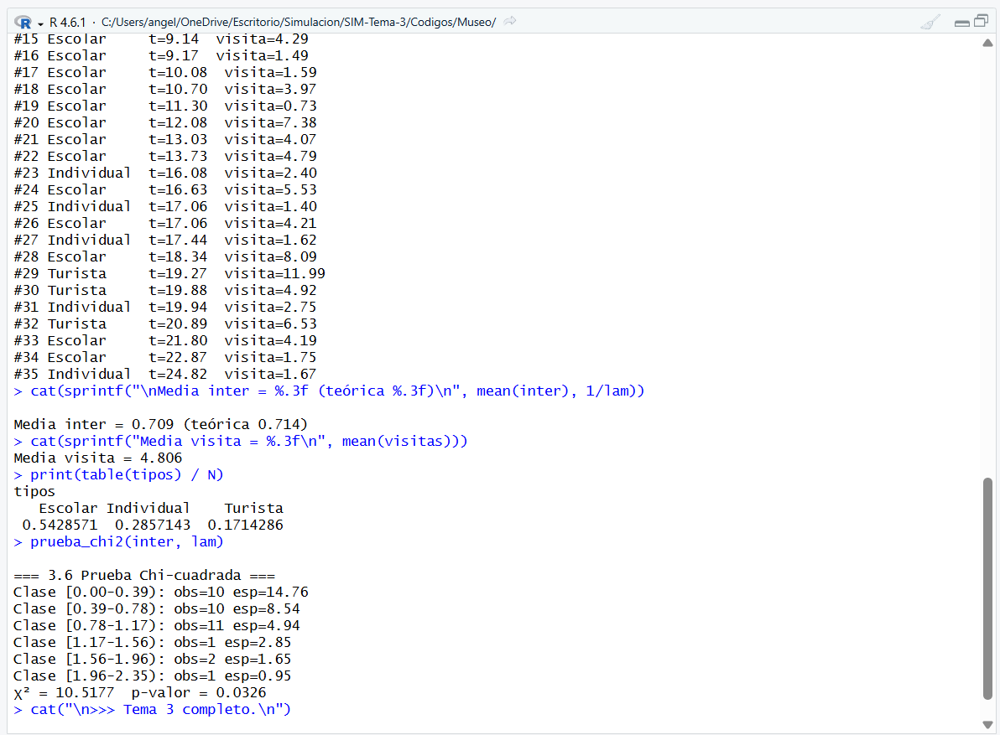 R 4.6.1 · C:/Users/angel/OneDrive/Escritorio/Simulacion/SIM-Tema-3/Codigos/Museo/
#15 Escolar     t=9.14  visita=4.29
#16 Escolar     t=9.17  visita=1.49
#17 Escolar     t=10.08  visita=1.59
#18 Escolar     t=10.70  visita=3.97
#19 Escolar     t=11.30  visita=0.73
#20 Escolar     t=12.08  visita=7.38
#21 Escolar     t=13.03  visita=4.07
#22 Escolar     t=13.73  visita=4.79
#23 Individual  t=16.08  visita=2.40
#24 Escolar     t=16.63  visita=5.53
#25 Individual  t=17.06  visita=1.40
#26 Escolar     t=17.06  visita=4.21
#27 Individual  t=17.44  visita=1.62
#28 Escolar     t=18.34  visita=8.09
#29 Turista     t=19.27  visita=11.99
#30 Turista     t=19.88  visita=4.92
#31 Individual  t=19.94  visita=2.75
#32 Turista     t=20.89  visita=6.53
#33 Escolar     t=21.80  visita=4.19
#34 Escolar     t=22.87  visita=1.75
#35 Individual  t=24.82  visita=1.67
> cat(sprintf("\nMedia inter = %.3f (teórica %.3f)\n", mean(inter), 1/lam))
Media inter = 0.709 (teórica 0.714)
> cat(sprintf("Media visita = %.3f\n", mean(visitas)))
Media visita = 4.806
> print(table(tipos) / N)
tipos
   Escolar Individual    Turista
 0.5428571  0.2857143  0.1714286
> prueba_chi2(inter, lam)
=== 3.6 Prueba Chi-cuadrada ===
Clase [0.00-0.39): obs=10 esp=14.76
Clase [0.39-0.78): obs=10 esp=8.54
Clase [0.78-1.17): obs=11 esp=4.94
Clase [1.17-1.56): obs=1 esp=2.85
Clase [1.56-1.96): obs=2 esp=1.65
Clase [1.96-2.35): obs=1 esp=0.95
χ² = 10.5177  p-valor = 0.0326
> cat("\n>>> Tema 3 completo.\n")